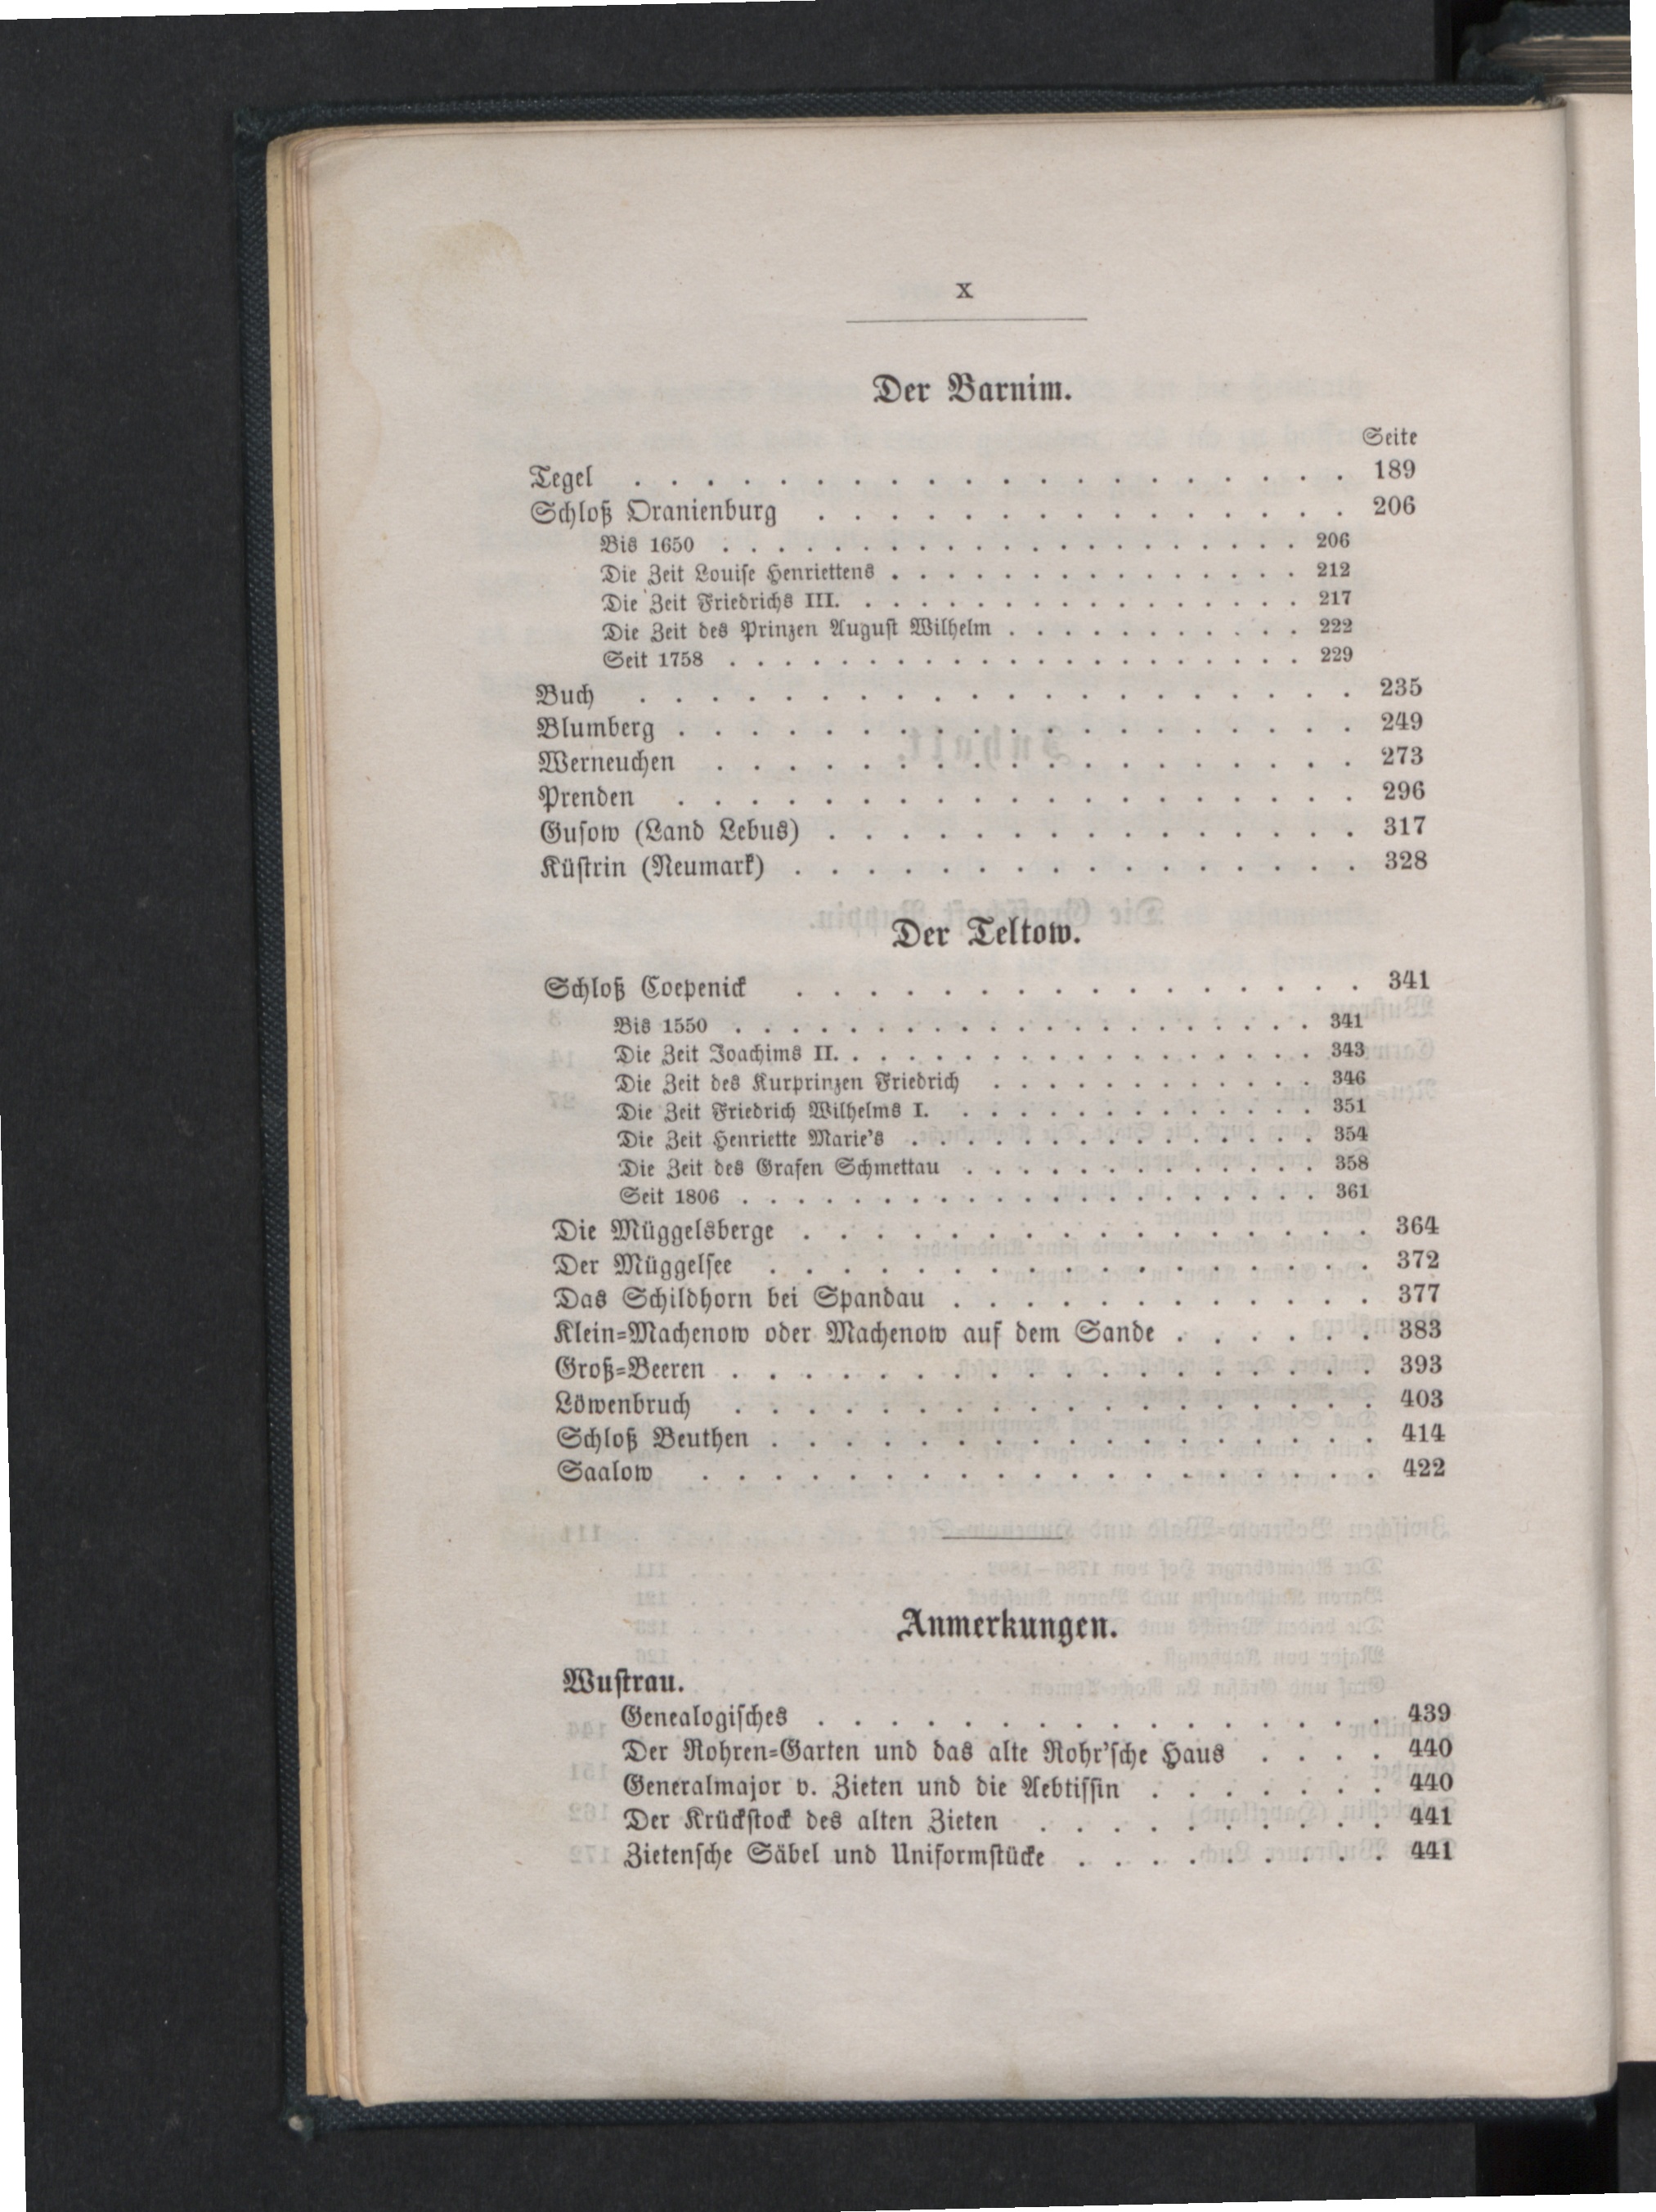 X
Der Barnim.
Seite
Tegel . . . . . . . . . . . . . . . . . . . . 189
Schloß Oranienburg . . . . . . . . . . . . . . . 206
Bis 1650 . . . . . . . . . . . . . . . . . . . . . 206
Die Zeit Louiſe Henriettens . . . . . . . . . . . . . . . 212
Die Zeit Friedrichs III. . . . . . . . . . . . . . . . . 217
Die Zeit des Prinzen Auguſt Wilhelm . . . . . . . . . . . 222
Seit 1758 . . . . . . . . . . . . . . . . . . . . . 229
Buch . . . . . . . . . . . . . . . . . . . . 235
Blumberg . . . . . . . . . . . . . . . . . . . 249
Werneuchen . . . . . . . . . . . . . . . . . . 273
Prenden . . . . . . . . . . . . . . . . . . . 296
Guſow (Land Lebus) . . . . . . . . . . . . . . . 317
Küſtrin (Neumark) . . . . . . . . . . . . . . . . 328
Der Teltow.
Schloß Coepenick . . . . . . . . . . . . . . . . 341
Bis 1550 . . . . . . . . . . . . . . . . . . . . . 341
Die Zeit Joachims II. . . . . . . . . . . . . . . . . . 343
Die Zeit des Kurprinzen Friedrich . . . . . . . . . . . . 346
Die Zeit Friedrich Wilhelms I. . . . . . . . . . . . . . 351
Die Zeit Henriette Marie's . . . . . . . . . . . . . . . 354
Die Zeit des Grafen Schmettau . . . . . . . . . . . . . 358
Seit 1806 . . . . . . . . . . . . . . . . . . . . . 361
Die Müggelsberge . . . . . . . . . . . . . . . . 364
Der Müggelſee . . . . . . . . . . . . . . . . . 372
Das Schildhorn bei Spandau . . . . . . . . . . . . 377
Klein-Machenow oder Machenow auf dem Sande . . . . . . 383
Groß-Beeren . . . . . . . . . . . . . . . . . . 393
Löwenbruch . . . . . . . . . . . . . . . . . . 403
Schloß Beuthen . . . . . . . . . . . . . . . . . 414
Saalow . . . . . . . . . . . . . . . . . . . 422
Anmerkungen.
Wuſtrau.
Genealogiſches . . . . . . . . . . . . . . . . 439
Der Rohren-Garten und das alte Rohr'ſche Haus . . . . 440
Generalmajor v. Zieten und die Aebtiſſin . . . . . . . 440
Der Krückſtock des alten Zieten . . . . . . . . . . 441
Zietenſche Säbel und Uniformſtücke . . . . . . . . . 441